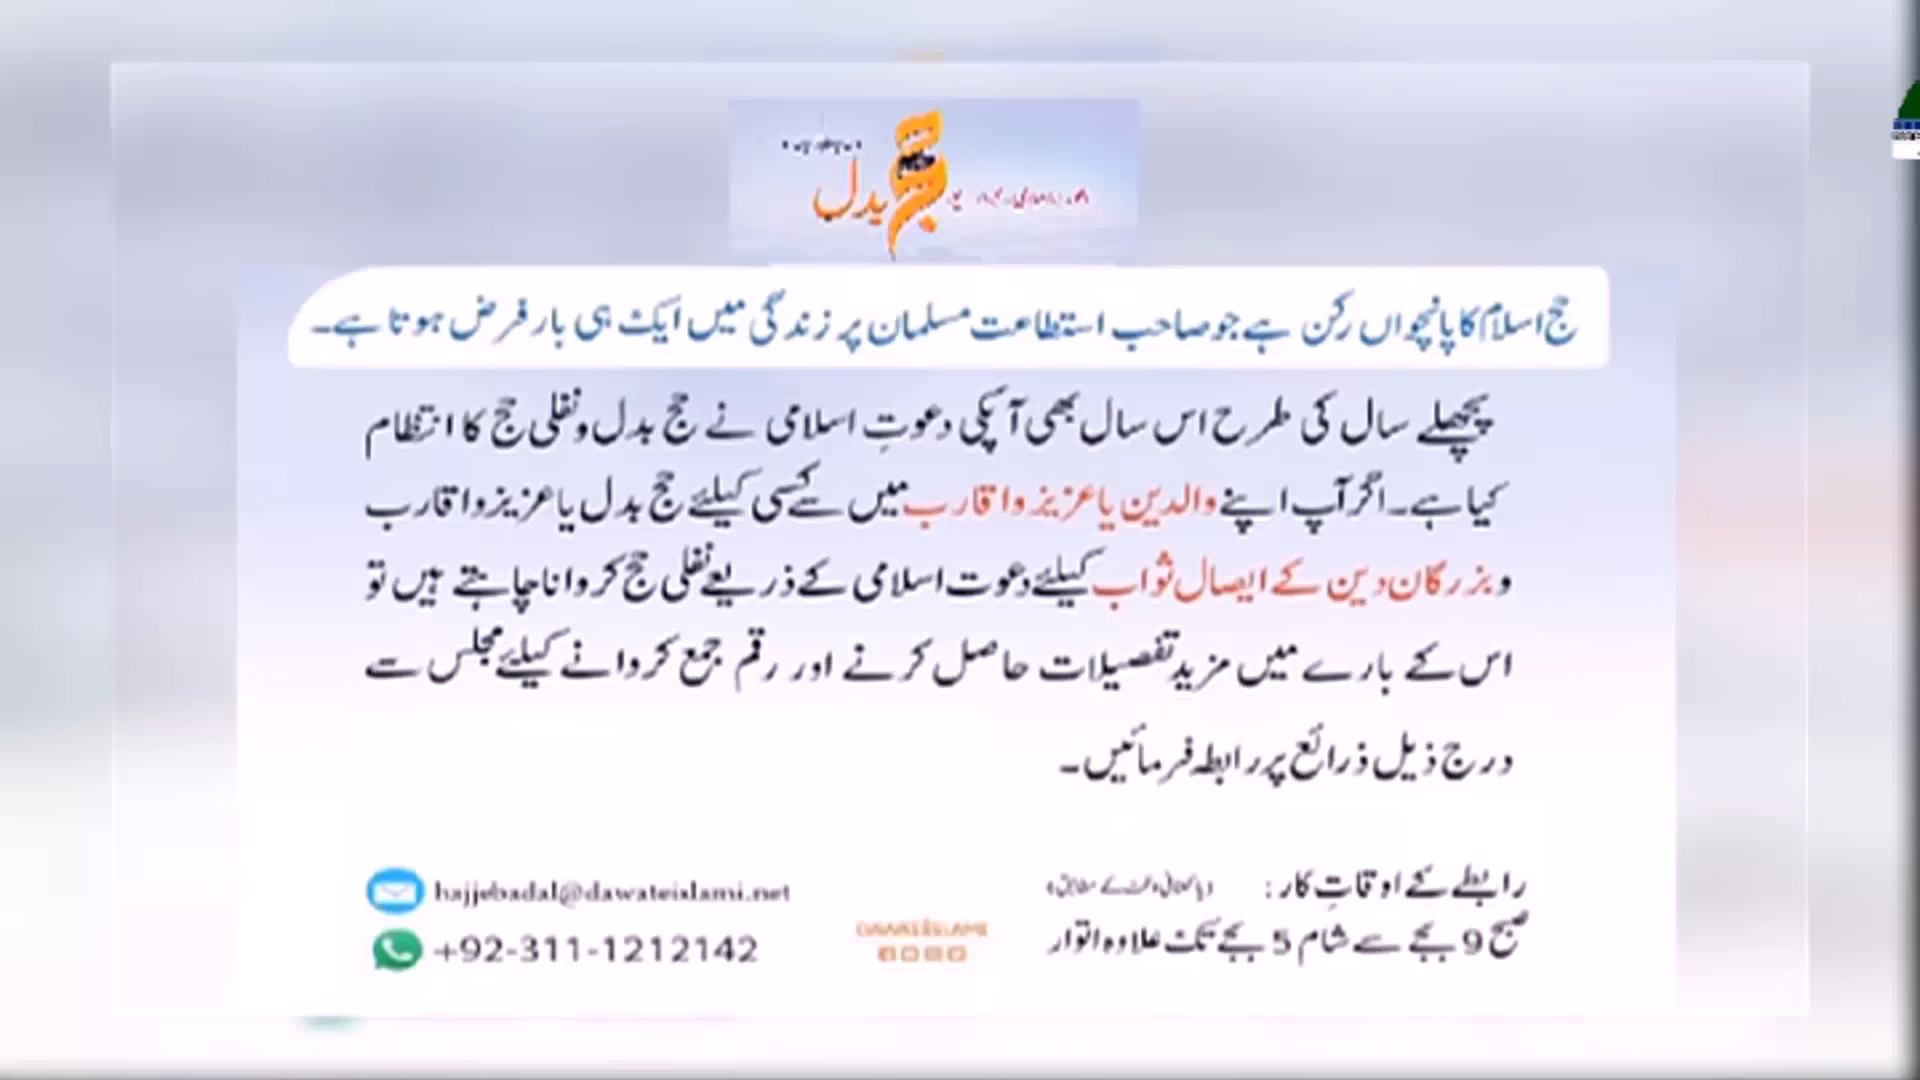 حج بدل
حج اسلام کا پانچواں رکن ہے جو صاحب استطاعت مسلمان پر زندگی میں ایک ہی بار فرض ہوتا ہے۔
پچھلے سال کی طرح اس سال بھی آپکی دعوتِ اسلامی نے حج بدل و نفلی حج کا انتظام
کیا ہے۔ اگر آپ اپنے والدین یا عزیز و اقارب میں سے کسی کیلئے حج بدل یا عزیز و اقارب
و بزرگان دین کے ایصال ثواب کیلئے دعوت اسلامی کے ذریعے نفلی حج کروانا چاہتے ہیں تو
اس کے بارے میں مزید تفصیلات حاصل کرنے اور رقم جمع کروانے کیلئے مجلس سے
درج ذیل ذرائع پر رابطہ فرمائیں۔
رابطے کے اوقاتِ کار : (پاکستانی وقت کے مطابق)
صبح 9 بجے سے شام 5 بجے تک علاوہ اتوار
hajjebadal@dawateislami.net
+92-311-1212142
DAWATEISLAMI